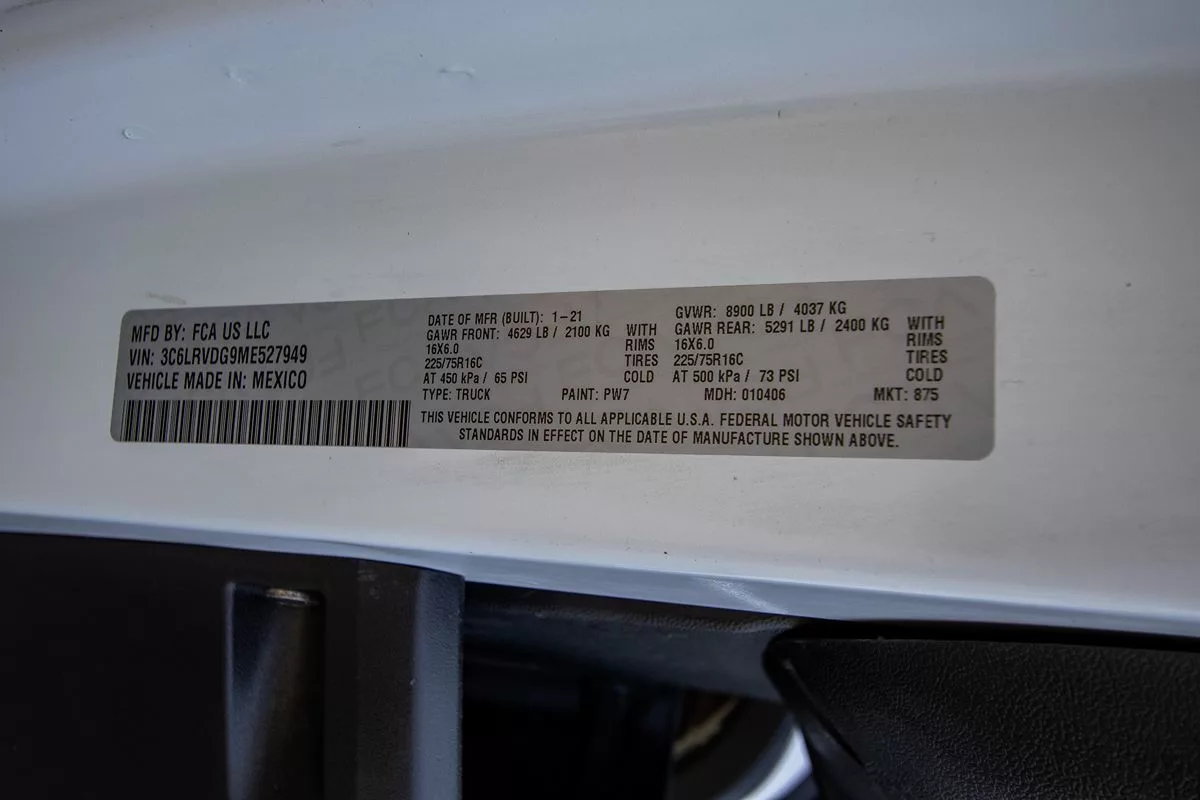 MFD BY: FCA US LLC
VIN: 3C6LRVDG9ME527949
VEHICLE MADE IN: MEXICO
DATE OF MFR (BUILT): 1-21
GAWR FRONT: 4629 LB / 2100 KG WITH
16X6.0 RIMS
225/75R16C TIRES
AT 450 kPa / 65 PSI COLD
GVWR: 8900 LB / 4037 KG
GAWR REAR: 5291 LB / 2400 KG WITH
16X6.0 RIMS
225/75R16C TIRES
AT 500 kPa / 73 PSI COLD
TYPE: TRUCK PAINT: PW7 MDH: 010406 MKT: 875
THIS VEHICLE CONFORMS TO ALL APPLICABLE U.S.A. FEDERAL MOTOR VEHICLE SAFETY
STANDARDS IN EFFECT ON THE DATE OF MANUFACTURE SHOWN ABOVE.